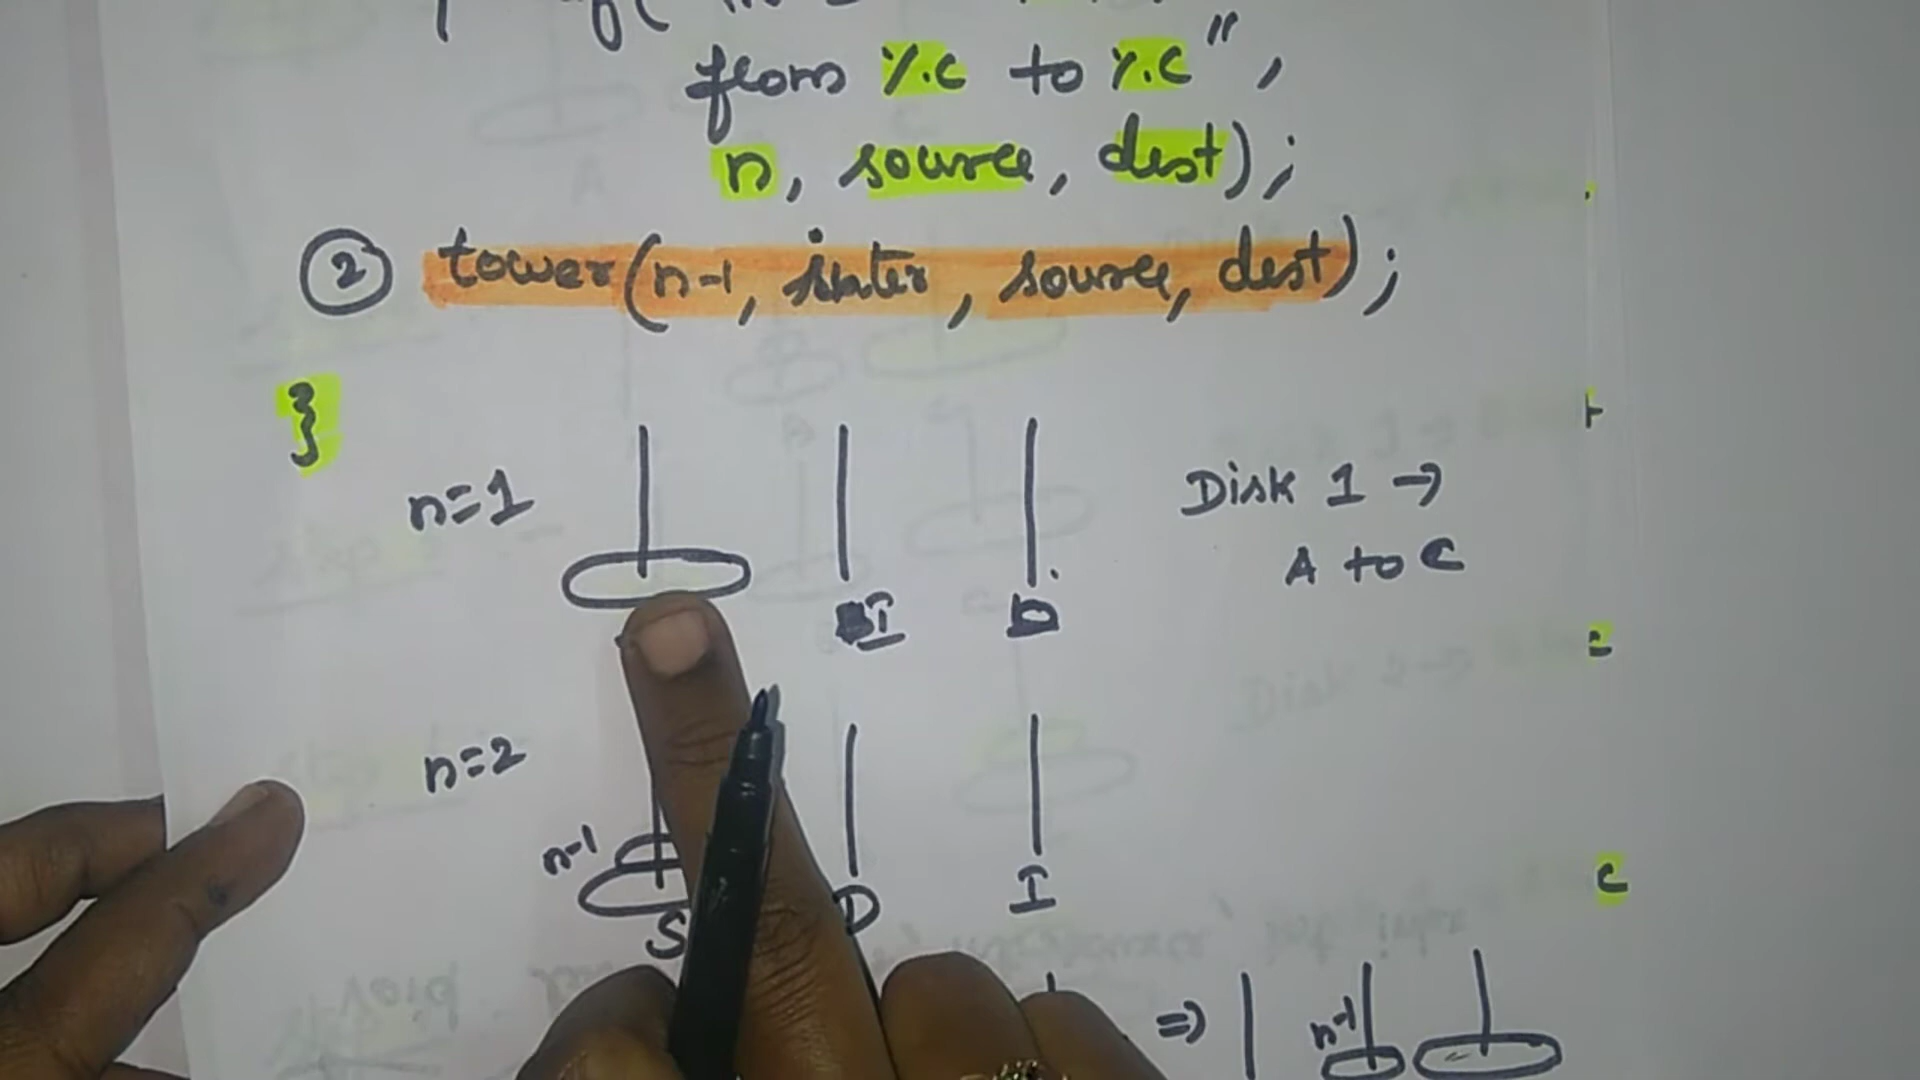 from %c to %c",
n, source, dest);
② tower(n-1, inter, source, dest);
}
n=1
Disk 1 →
A to C
I D
n=2
n-1
S D I
⇒ n-1
c